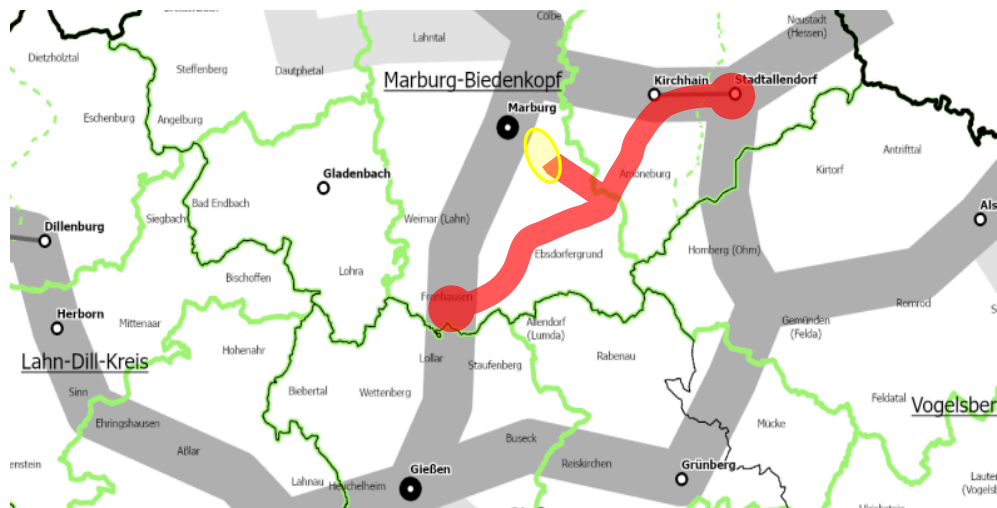 Cölbe
Neustadt
(Hessen)
Lahntal
Dietzhölztal
Steffenberg
Dautphetal
Marburg-Biedenkopf
Kirchhain
Stadtallendorf
Marburg
Eschenburg
Angelburg
Antrifttal
Kirtorf
Amöneburg
Gladenbach
Bad Endbach
Siegbach
Weimar (Lahn)
Als
Dillenburg
Ebsdorfergrund
Homberg (Ohm)
Lohra
Bischoffen
Fronhausen
Romrod
Herborn
Mittenaar
Allendorf
(Lumda)
Gemünden
(Felda)
Hohenahr
Lollar
Staufenberg
Rabenau
Lahn-Dill-Kreis
Sinn
Biebertal
Wettenberg
Feldatal
Vogelsber
Ehringshausen
Mücke
Buseck
Aßlar
enstein
Gießen
Reiskirchen
Grünberg
Lahnau
Heuchelheim
Lauter
(Vogelsb